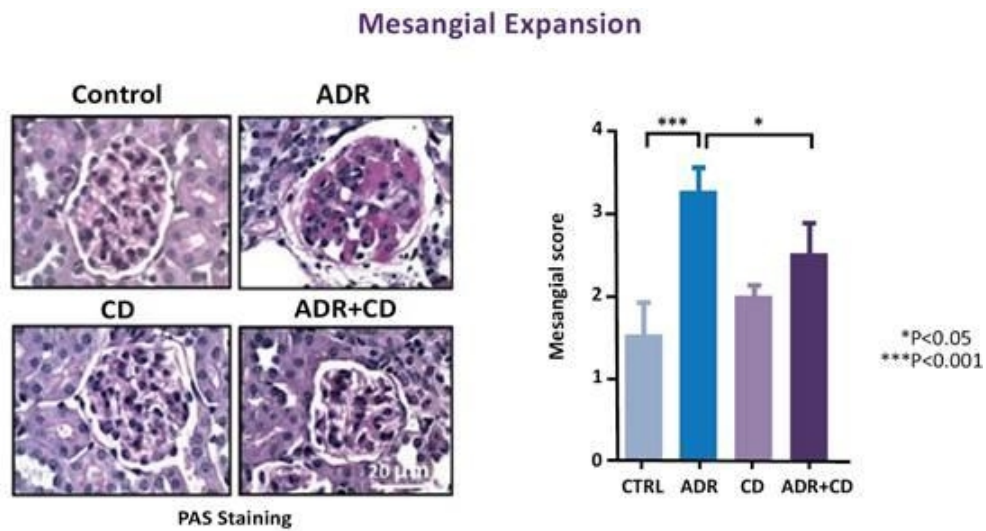 Mesangial Expansion
Control
ADR
CD
ADR+CD
20 µm
PAS Staining
Mesangial score
4
3
2
1
0
***
*
CTRL ADR CD ADR+CD
*P<0.05
***P<0.001